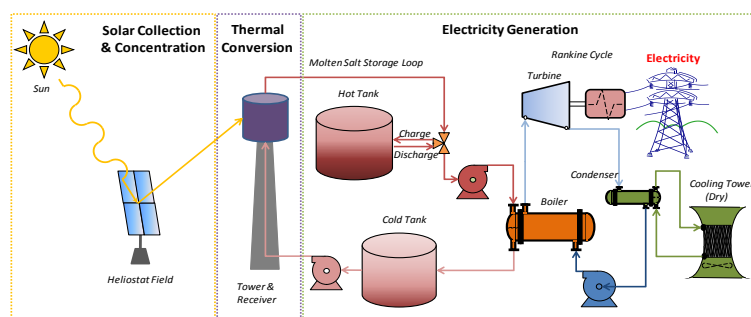 Solar Collection
& Concentration
Thermal
Conversion
Electricity Generation
Sun
Molten Salt Storage Loop
Rankine Cycle
Electricity
Turbine
Hot Tank
Charge
Discharge
Condenser
Cooling Tower
(Dry)
Boiler
Cold Tank
Heliostat Field
Tower &
Receiver